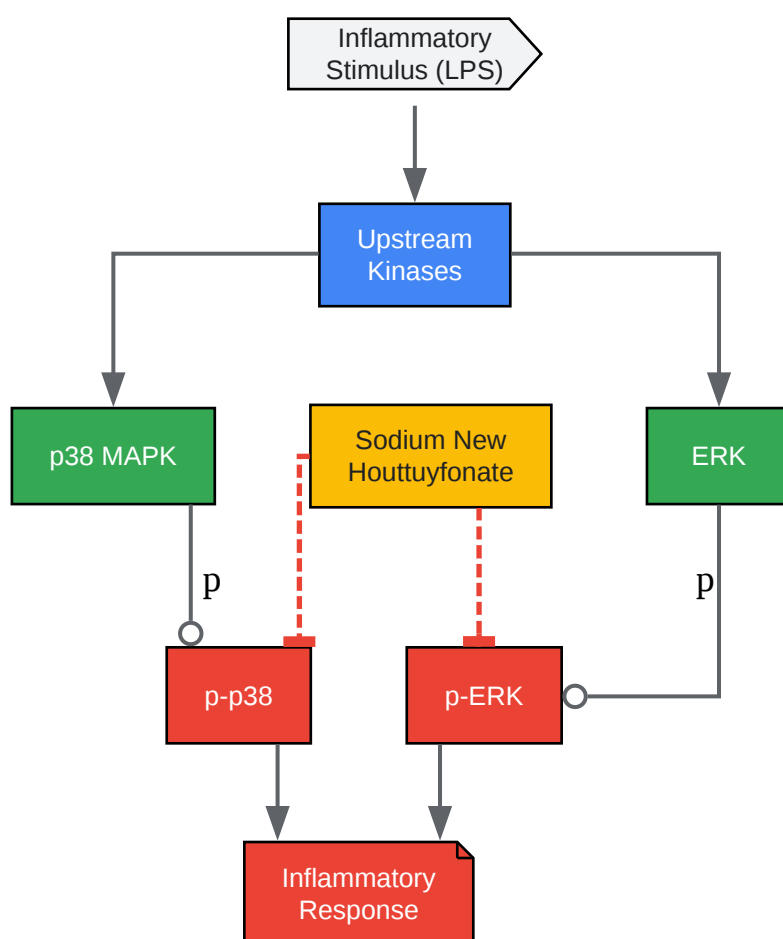 Inflammatory
Stimulus (LPS)
Upstream
Kinases
p38 MAPK
Sodium New
Houttuyfonate
ERK
p
p
p-p38
p-ERK
Inflammatory
Response